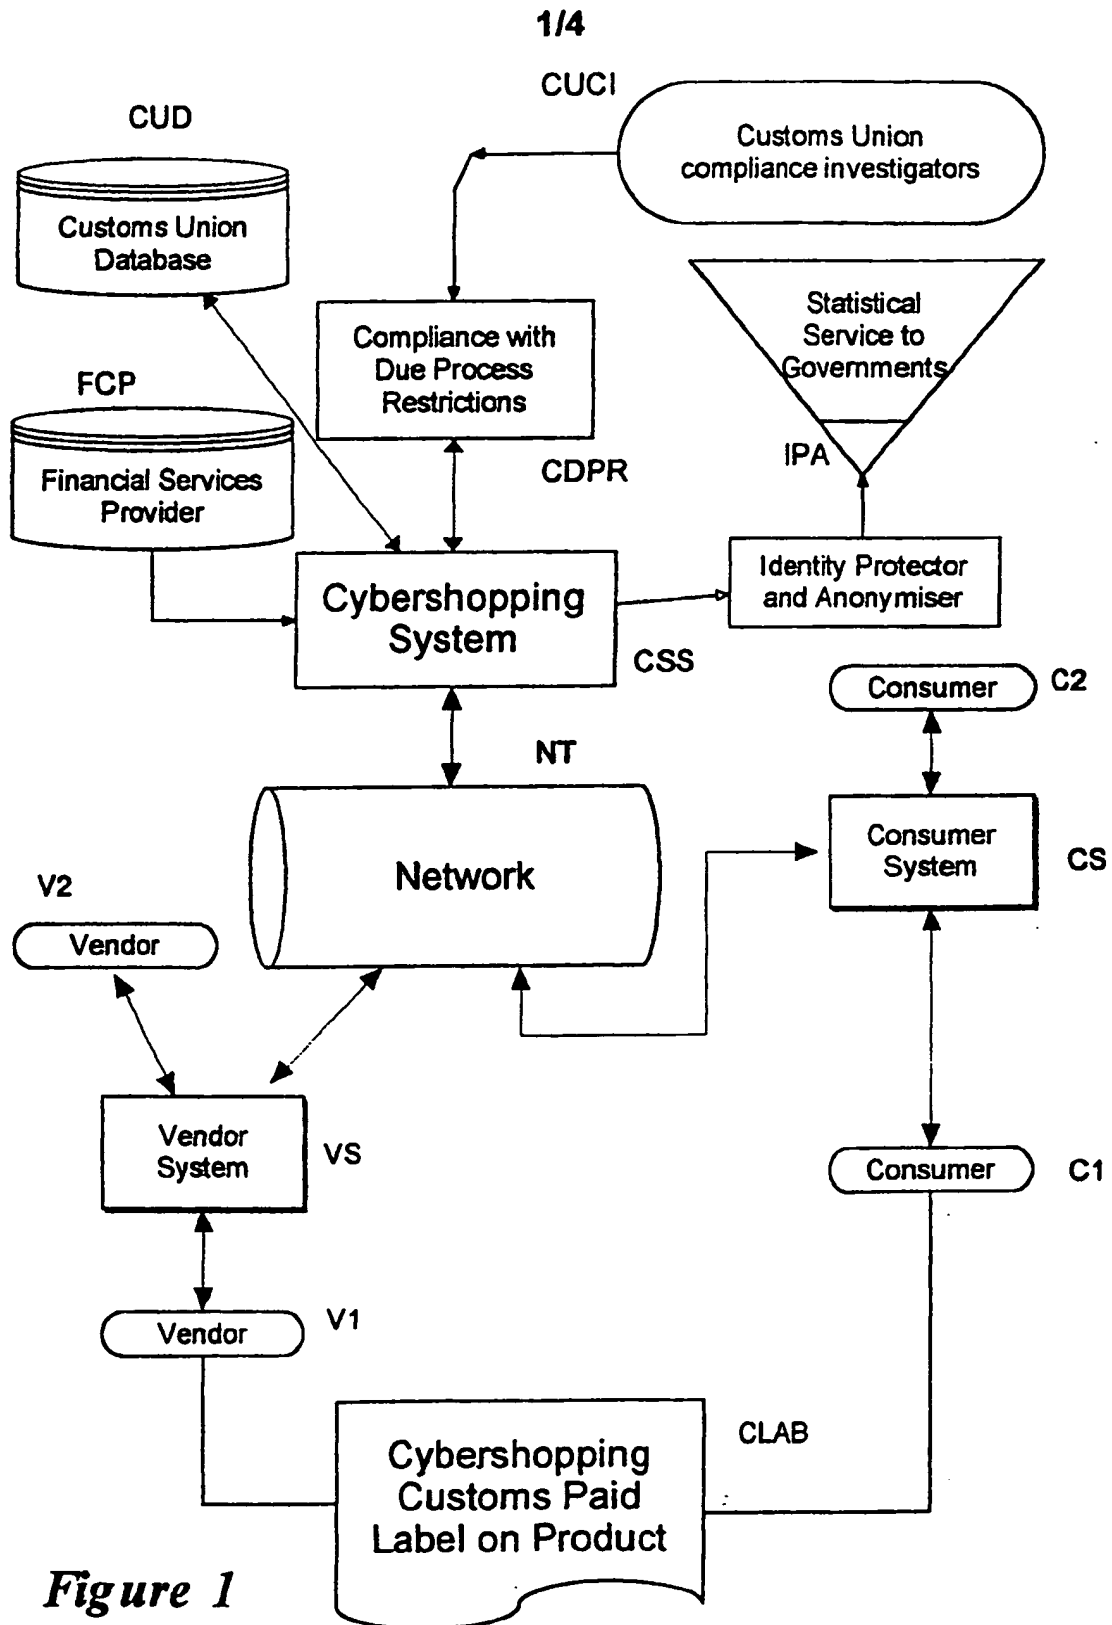 1/4
CUCI
CUD
Customs Union
compliance investigators
Customs Union
Database
Statistical
Service to
Governments
Compliance with
Due Process
Restrictions
FCP
IPA
CDPR
Financial Services
Provider
Identity Protector
and Anonymiser
Cybershopping
System
CSS
Consumer
C2
NT
Consumer
System
CS
Network
V2
Vendor
Vendor
System
VS
Consumer
C1
Vendor
V1
CLAB
Cybershopping
Customs Paid
Label on Product
Figure 1